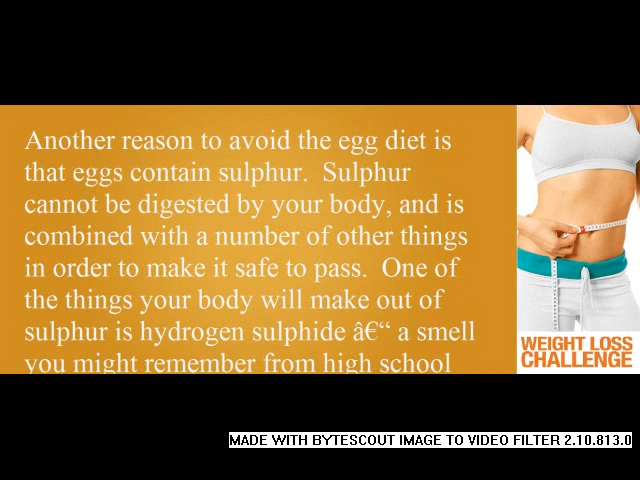 Another reason to avoid the egg diet is
that eggs contain sulphur.  Sulphur
cannot be digested by your body, and is
combined with a number of other things
in order to make it safe to pass.  One of
the things your body will make out of
sulphur is hydrogen sulphide â€“ a smell
you might remember from high school
WEIGHT LOSS
CHALLENGE
MADE WITH BYTESCOUT IMAGE TO VIDEO FILTER 2.10.813.0